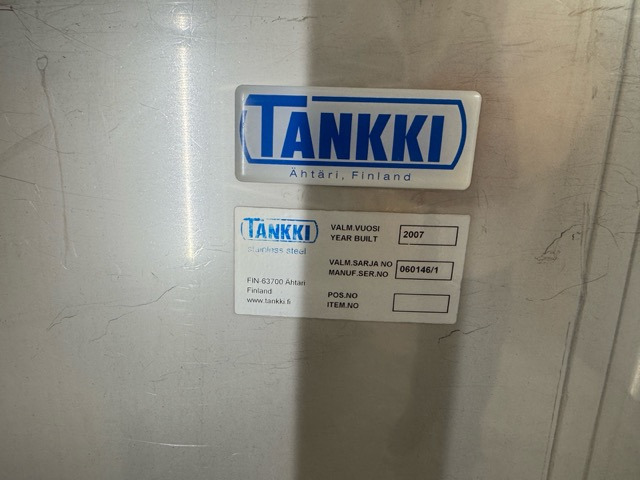 TANKKI
Ähtäri, Finland
TANKKI
stainless steel
FIN-63700 Ähtäri
Finland
www.tankki.fi
VALM.VUOSI
YEAR BUILT
2007
VALM.SARJA NO
MANUF.SER.NO
060146/1
POS.NO
ITEM.NO